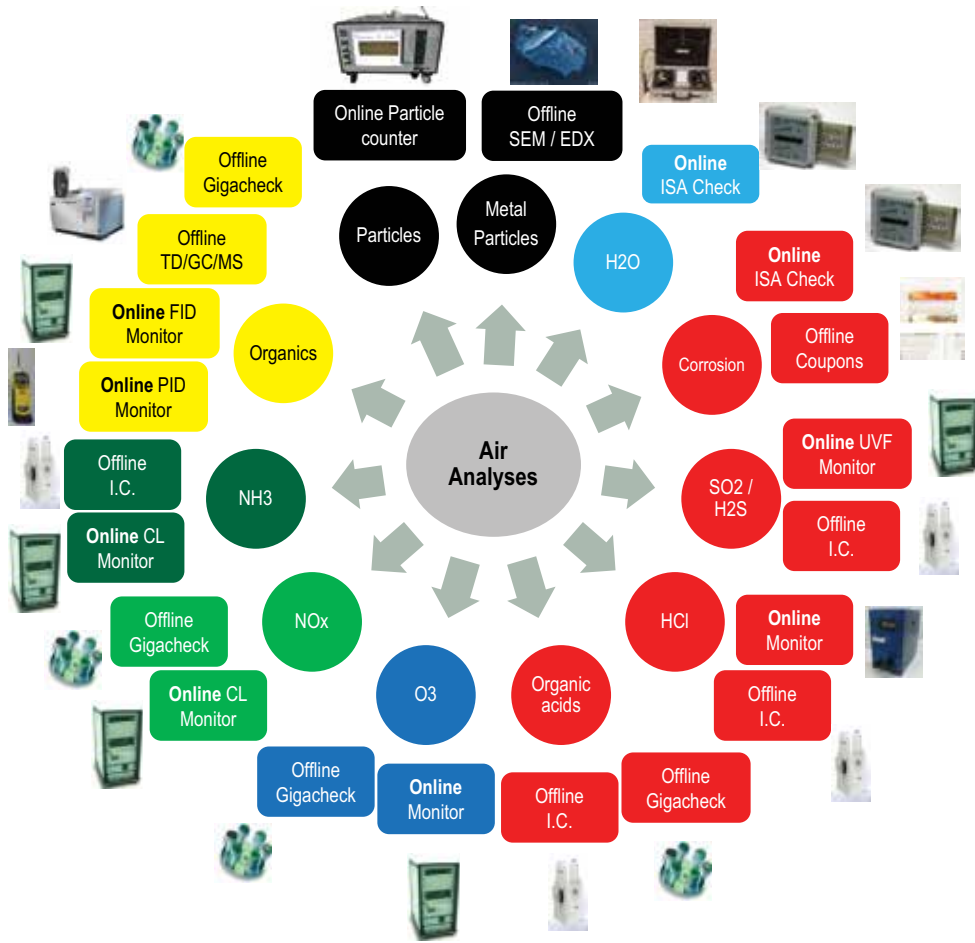 Online Particle
counter
Offline
SEM / EDX
Online
ISA Check
Offline
Gigacheck
Particles
Metal
Particles
H2O
Offline
TD/GC/MS
Online
ISA Check
Online FID
Monitor
Organics
Corrosion
Offline
Coupons
Online PID
Monitor
Air
Analyses
Offline
I.C.
NH3
SO2 /
H2S
Online UVF
Monitor
Online CL
Monitor
Offline
I.C.
Offline
Gigacheck
NOx
HCl
Online
Monitor
Online CL
Monitor
O3
Organic
acids
Offline
I.C.
Offline
Gigacheck
Online
Monitor
Offline
I.C.
Offline
Gigacheck